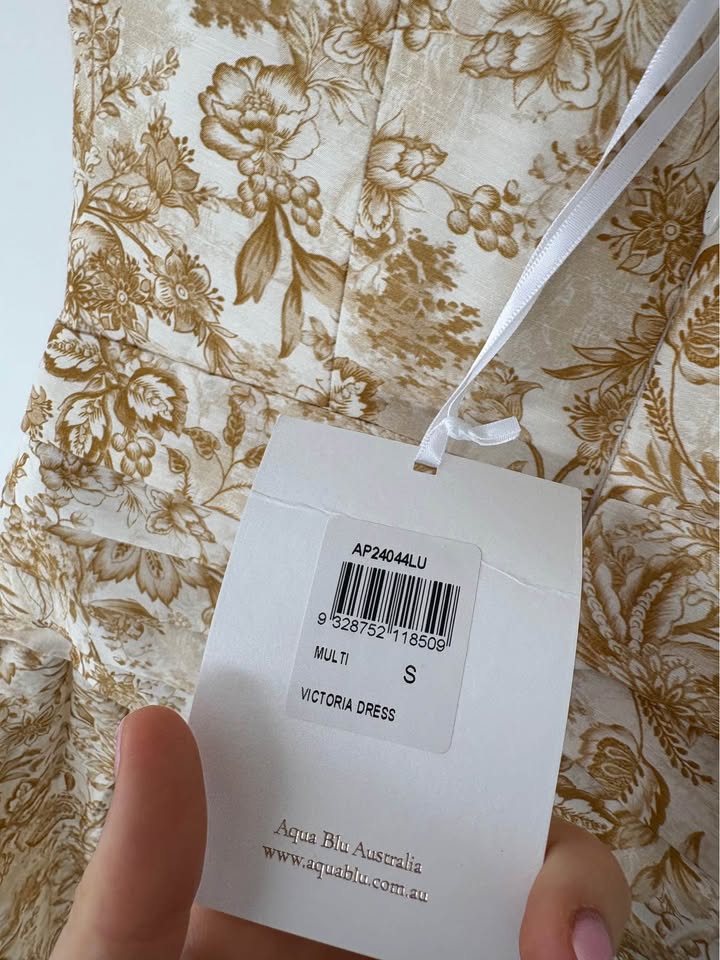 AP24044LU
9 328752 118509
MULTI S
VICTORIA DRESS
Aqua Blu Australia
www.aquablu.com.au